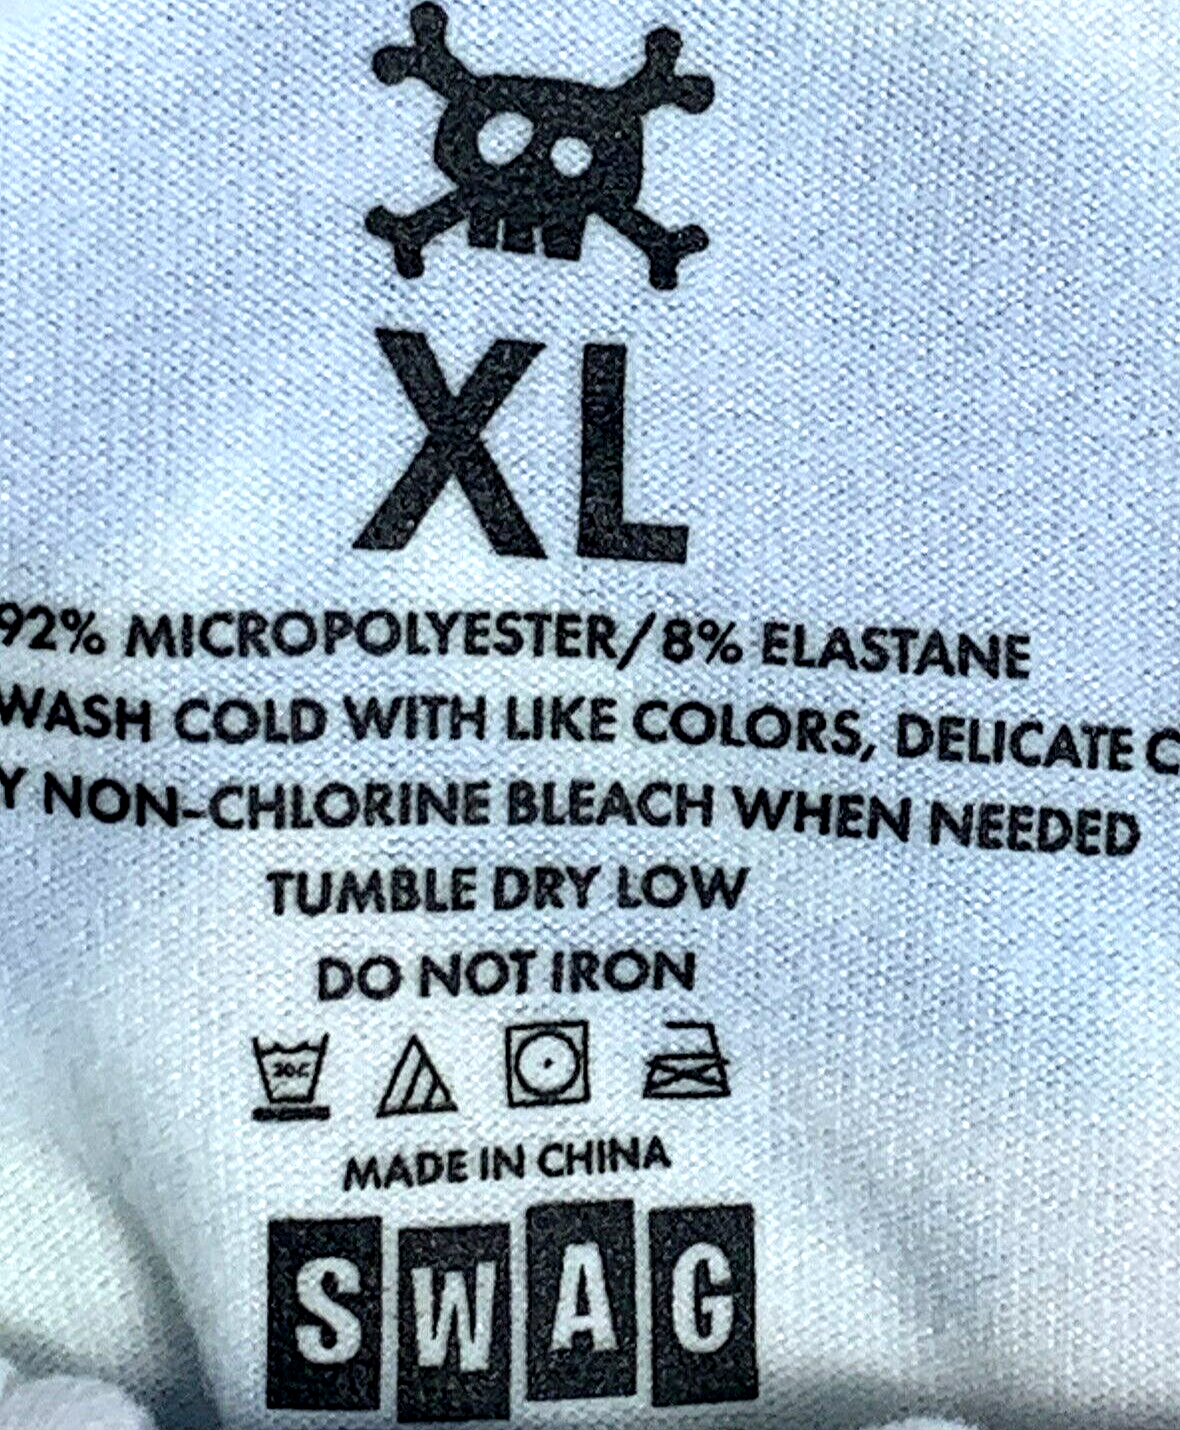 XL
92% MICROPOLYESTER/8% ELASTANE
WASH COLD WITH LIKE COLORS, DELICATE C
Y NON-CHLORINE BLEACH WHEN NEEDED
TUMBLE DRY LOW
DO NOT IRON
30C
MADE IN CHINA
SWAG